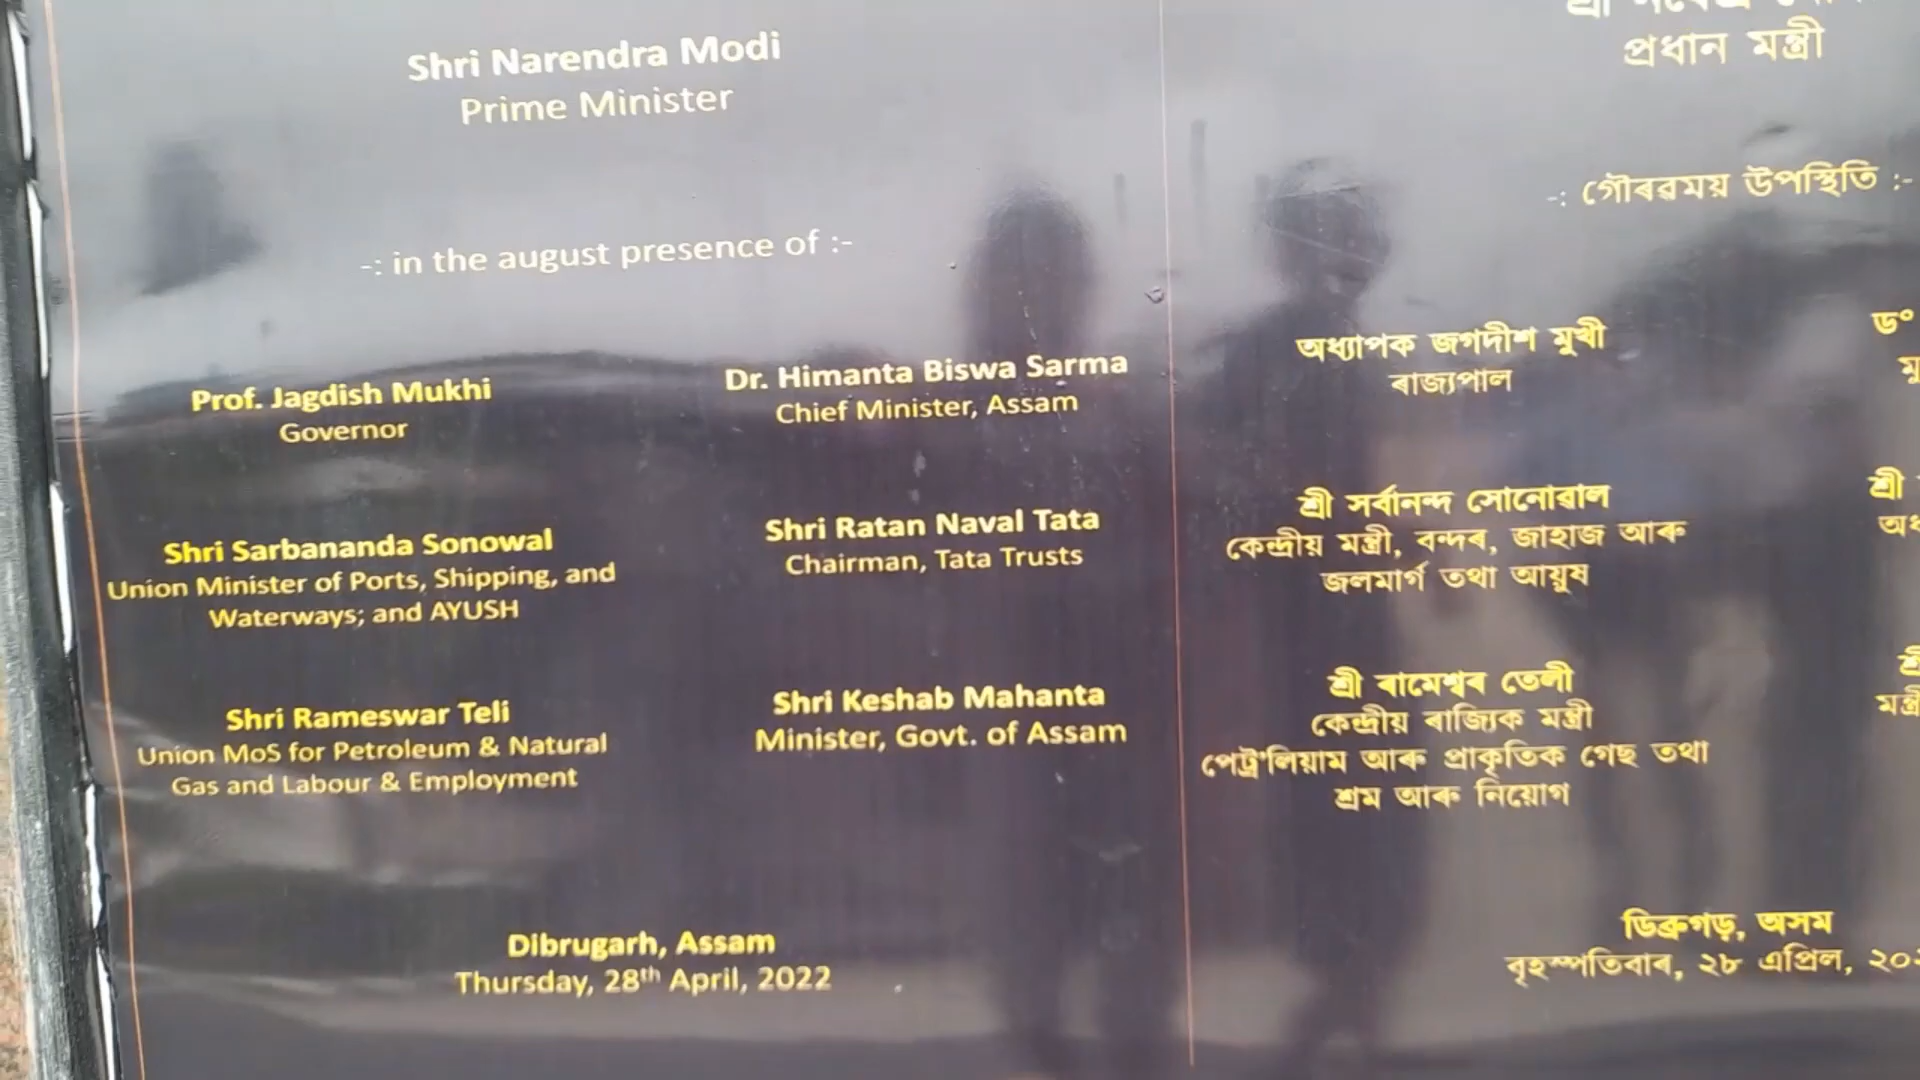 Shri Narendra Modi
Prime Minister
-: in the august presence of :-
Prof. Jagdish Mukhi
Governor
Dr. Himanta Biswa Sarma
Chief Minister, Assam
Shri Sarbananda Sonowal
Union Minister of Ports, Shipping, and
Waterways; and AYUSH
Shri Ratan Naval Tata
Chairman, Tata Trusts
Shri Rameswar Teli
Union MoS for Petroleum & Natural
Gas and Labour & Employment
Shri Keshab Mahanta
Minister, Govt. of Assam
Dibrugarh, Assam
Thursday, 28th April, 2022
প্ৰধান মন্ত্ৰী
-: গৌৰৱময় উপস্থিতি :-
অধ্যাপক জগদীশ মুখী
ৰাজ্যপাল
ড°
শ্ৰী সৰ্বানন্দ সোনোৱাল
কেন্দ্ৰীয় মন্ত্ৰী, বন্দৰ, জাহাজ আৰু
জলমাৰ্গ তথা আয়ুষ
শ্ৰী
শ্ৰী ৰামেশ্বৰ তেলী
কেন্দ্ৰীয় ৰাজ্যিক মন্ত্ৰী
পেট্ৰ'লিয়াম আৰু প্ৰাকৃতিক গেছ তথা
শ্ৰম আৰু নিয়োগ
ডিব্ৰুগড়, অসম
বৃহস্পতিবাৰ, ২৮ এপ্ৰিল,